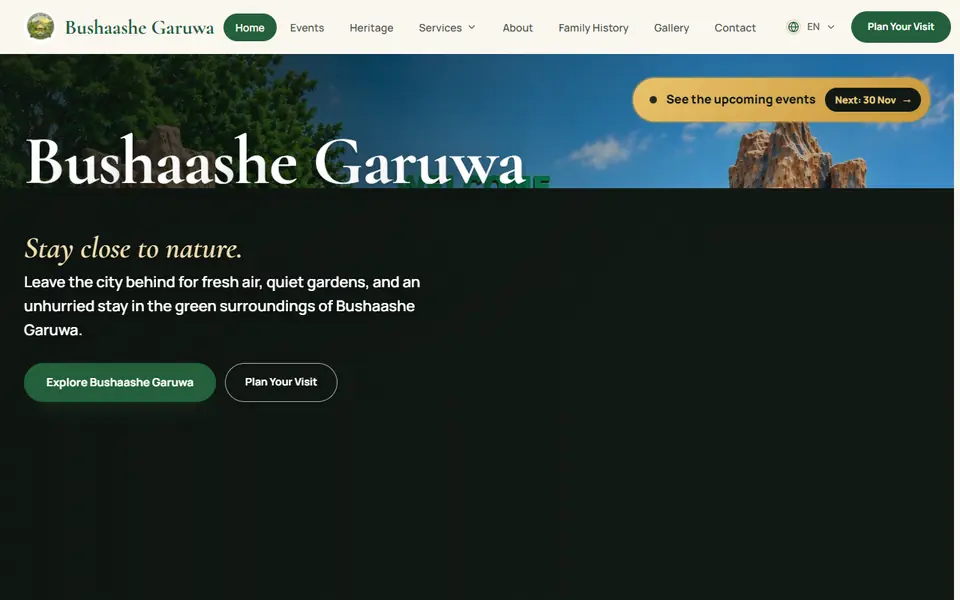 Bushaashe Garuwa
Home
Events
Heritage
Services
About
Family History
Gallery
Contact
EN
Plan Your Visit
See the upcoming events
Next: 30 Nov →
Bushaashe Garuwa
Stay close to nature.
Leave the city behind for fresh air, quiet gardens, and an
unhurried stay in the green surroundings of Bushaashe
Garuwa.
Explore Bushaashe Garuwa
Plan Your Visit